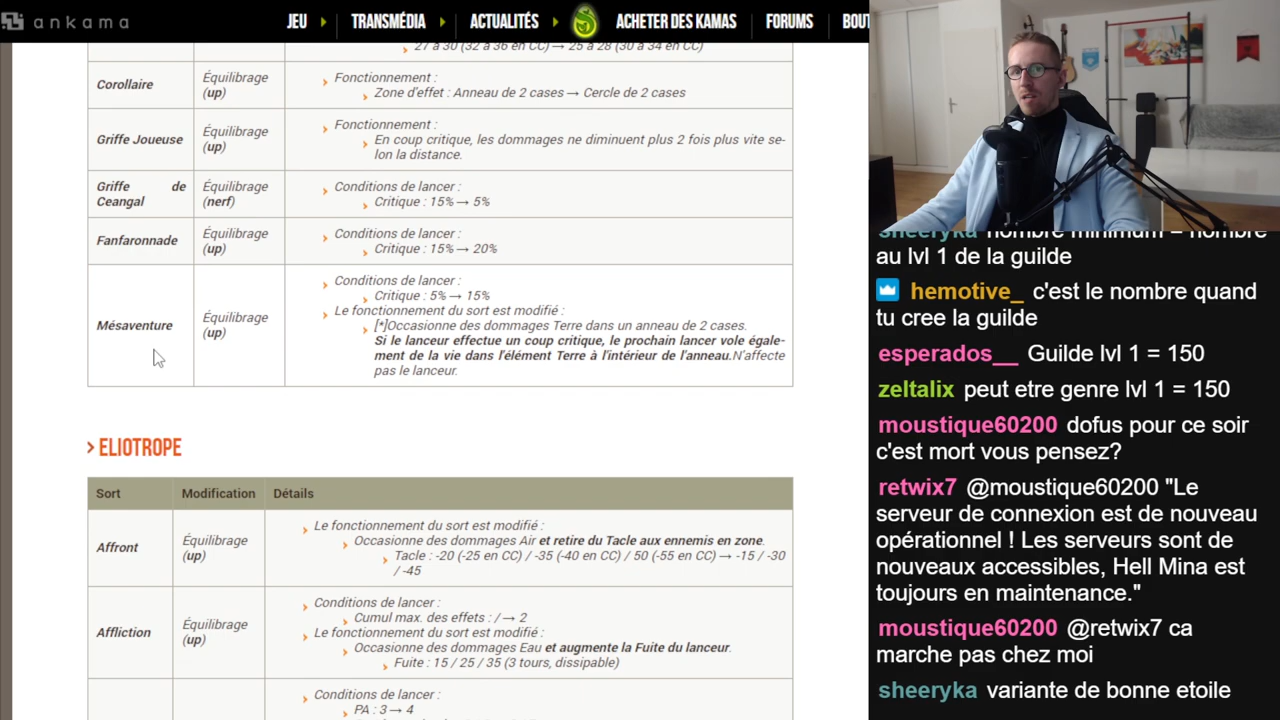 ankama
JEU
TRANSMÉDIA
ACTUALITÉS
ACHETER DES KAMAS
FORUMS
BOUT
27 à 30 (32 à 36 en CC) → 25 à 28 (30 à 34 en CC)
Corollaire
Équilibrage
(up)
Fonctionnement :
Zone d'effet : Anneau de 2 cases → Cercle de 2 cases
Griffe Joueuse
Équilibrage
(up)
Fonctionnement :
En coup critique, les dommages ne diminuent plus 2 fois plus vite se-
lon la distance.
Griffe de
Ceangal
Équilibrage
(nerf)
Conditions de lancer :
Critique : 15% → 5%
Fanfaronnade
Équilibrage
(up)
Conditions de lancer :
Critique : 15% → 20%
Mésaventure
Équilibrage
(up)
Conditions de lancer :
Critique : 5% → 15%
Le fonctionnement du sort est modifié :
[*]Occasionne des dommages Terre dans un anneau de 2 cases.
Si le lanceur effectue un coup critique, le prochain lancer vole égale-
ment de la vie dans l'élément Terre à l'intérieur de l'anneau.N'affecte
pas le lanceur.
ELIOTROPE
Sort
Modification
Détails
Affront
Équilibrage
(up)
Le fonctionnement du sort est modifié :
Occasionne des dommages Air et retire du Tacle aux ennemis en zone.
Tacle : -20 (-25 en CC) / -35 (-40 en CC) / 50 (-55 en CC) → -15 / -30
/ -45
Affliction
Équilibrage
(up)
Conditions de lancer :
Cumul max. des effets : / → 2
Le fonctionnement du sort est modifié :
Occasionne des dommages Eau et augmente la Fuite du lanceur.
Fuite : 15 / 25 / 35 (3 tours, dissipable)
Conditions de lancer :
PA : 3 → 4
sheeryka nombre minimum = nombre
au lvl 1 de la guilde
hemotive_ c'est le nombre quand
tu cree la guilde
esperados__ Guilde lvl 1 = 150
zeltalix peut etre genre lvl 1 = 150
moustique60200 dofus pour ce soir
c'est mort vous pensez?
retwix7 @moustique60200 "Le
serveur de connexion est de nouveau
opérationnel ! Les serveurs sont de
nouveaux accessibles, Hell Mina est
toujours en maintenance."
moustique60200 @retwix7 ca
marche pas chez moi
sheeryka variante de bonne etoile